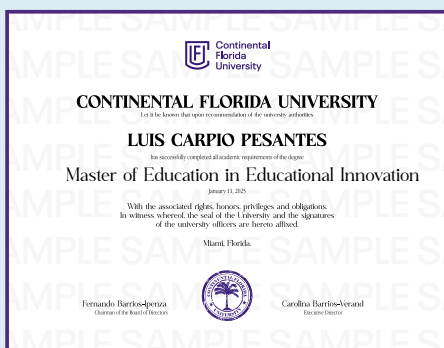 SAMPLE SAMPLE SAMPLE
Continental
Florida
University
CONTINENTAL FLORIDA UNIVERSITY
Let it be known that upon recommendation of the university authorities
LUIS CARPIO PESANTES
has successfully completed all academic requirements of the degree
Master of Education in Educational Innovation
January 11, 2025
With the associated rights, honors, privileges and obligations.
In witness whereof, the seal of the University and the signatures
of the university officers are hereto affixed.
Miami, Florida.
CONTINENTAL FLORIDA
UNIVERSITY
Fernando Barrios-Ipenza
Chairman of the Board of Directors
Carolina Barrios-Verand
Executive Director